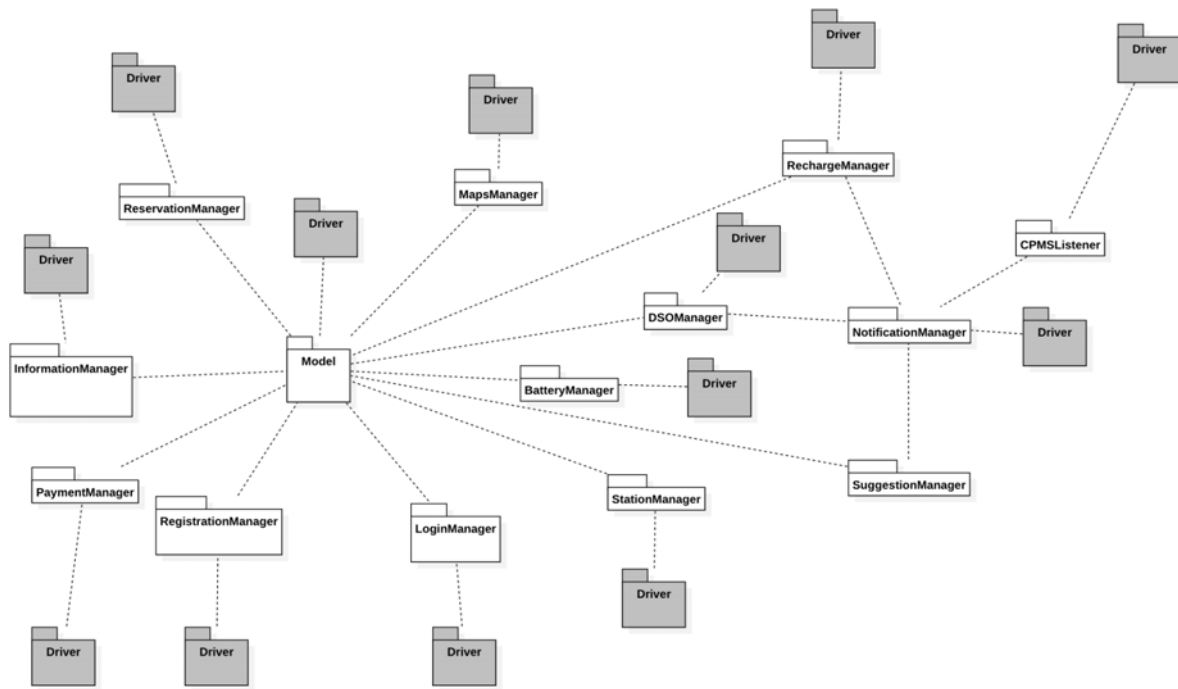 Driver
Driver
Driver
Driver
RechargeManager
MapsManager
ReservationManager
Driver
Driver
CPMSListener
Driver
DSOManager
NotificationManager
Driver
Model
InformationManager
BatteryManager
Driver
PaymentManager
SuggestionManager
StationManager
RegistrationManager
LoginManager
Driver
Driver
Driver
Driver